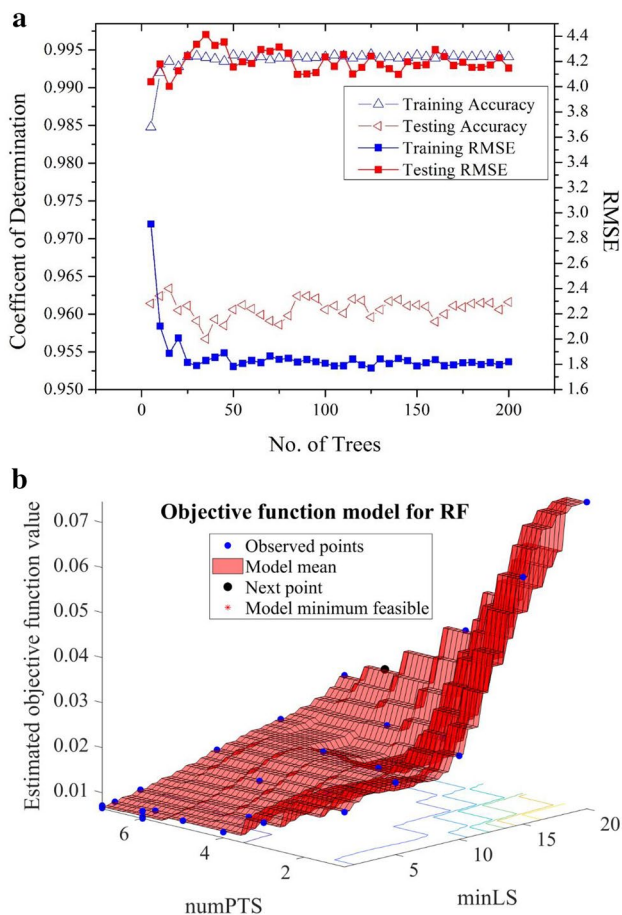 a
0.995
0.990
0.985
0.980
0.975
0.970
0.965
0.960
0.955
0.950
Coefficent of Determination
4.4
4.2
4.0
3.8
3.6
3.4
3.2
3.0
2.8
2.6
2.4
2.2
2.0
1.8
1.6
RMSE
Training Accuracy
Testing Accuracy
Training RMSE
Testing RMSE
0 50 100 150 200
No. of Trees
b
Objective function model for RF
Observed points
Model mean
Next point
Model minimum feasible
0.07
0.06
0.05
0.04
0.03
0.02
0.01
Estimated objective function value
6 4 2
numPTS
5 10 15 20
minLS